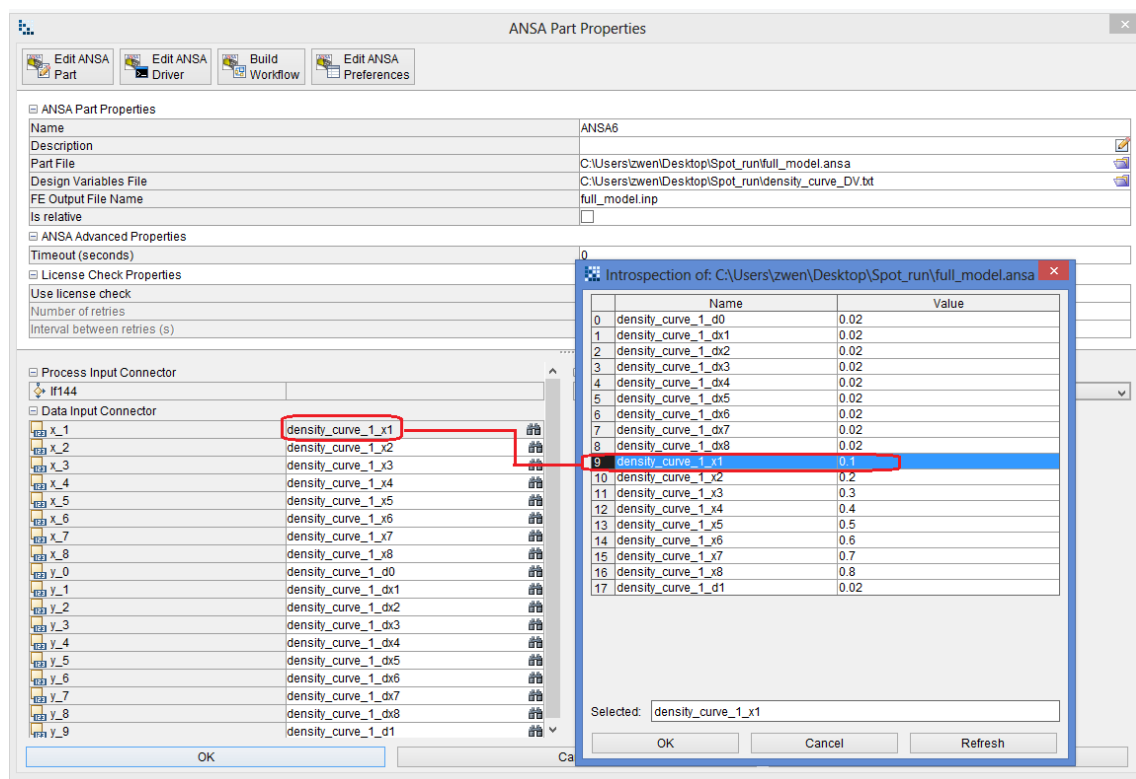 ANSA Part Properties
Edit ANSA Part
Edit ANSA Driver
Build Workflow
Edit ANSA Preferences
ANSA Part Properties
Name ANSA6
Description
Part File C:\Users\zwen\Desktop\Spot_run\full_model.ansa
Design Variables File C:\Users\zwen\Desktop\Spot_run\density_curve_DV.txt
FE Output File Name full_model.inp
Is relative
ANSA Advanced Properties
Timeout (seconds) 0
License Check Properties
Use license check
Number of retries
Interval between retries (s)
Process Input Connector
If144
Data Input Connector
x_1 density_curve_1_x1
x_2 density_curve_1_x2
x_3 density_curve_1_x3
x_4 density_curve_1_x4
x_5 density_curve_1_x5
x_6 density_curve_1_x6
x_7 density_curve_1_x7
x_8 density_curve_1_x8
y_0 density_curve_1_d0
y_1 density_curve_1_dx1
y_2 density_curve_1_dx2
y_3 density_curve_1_dx3
y_4 density_curve_1_dx4
y_5 density_curve_1_dx5
y_6 density_curve_1_dx6
y_7 density_curve_1_dx7
y_8 density_curve_1_dx8
y_9 density_curve_1_d1
OK Ca
Introspection of: C:\Users\zwen\Desktop\Spot_run\full_model.ansa
Name Value
0 density_curve_1_d0 0.02
1 density_curve_1_dx1 0.02
2 density_curve_1_dx2 0.02
3 density_curve_1_dx3 0.02
4 density_curve_1_dx4 0.02
5 density_curve_1_dx5 0.02
6 density_curve_1_dx6 0.02
7 density_curve_1_dx7 0.02
8 density_curve_1_dx8 0.02
9 density_curve_1_x1 0.1
10 density_curve_1_x2 0.2
11 density_curve_1_x3 0.3
12 density_curve_1_x4 0.4
13 density_curve_1_x5 0.5
14 density_curve_1_x6 0.6
15 density_curve_1_x7 0.7
16 density_curve_1_x8 0.8
17 density_curve_1_d1 0.02
Selected: density_curve_1_x1
OK Cancel Refresh